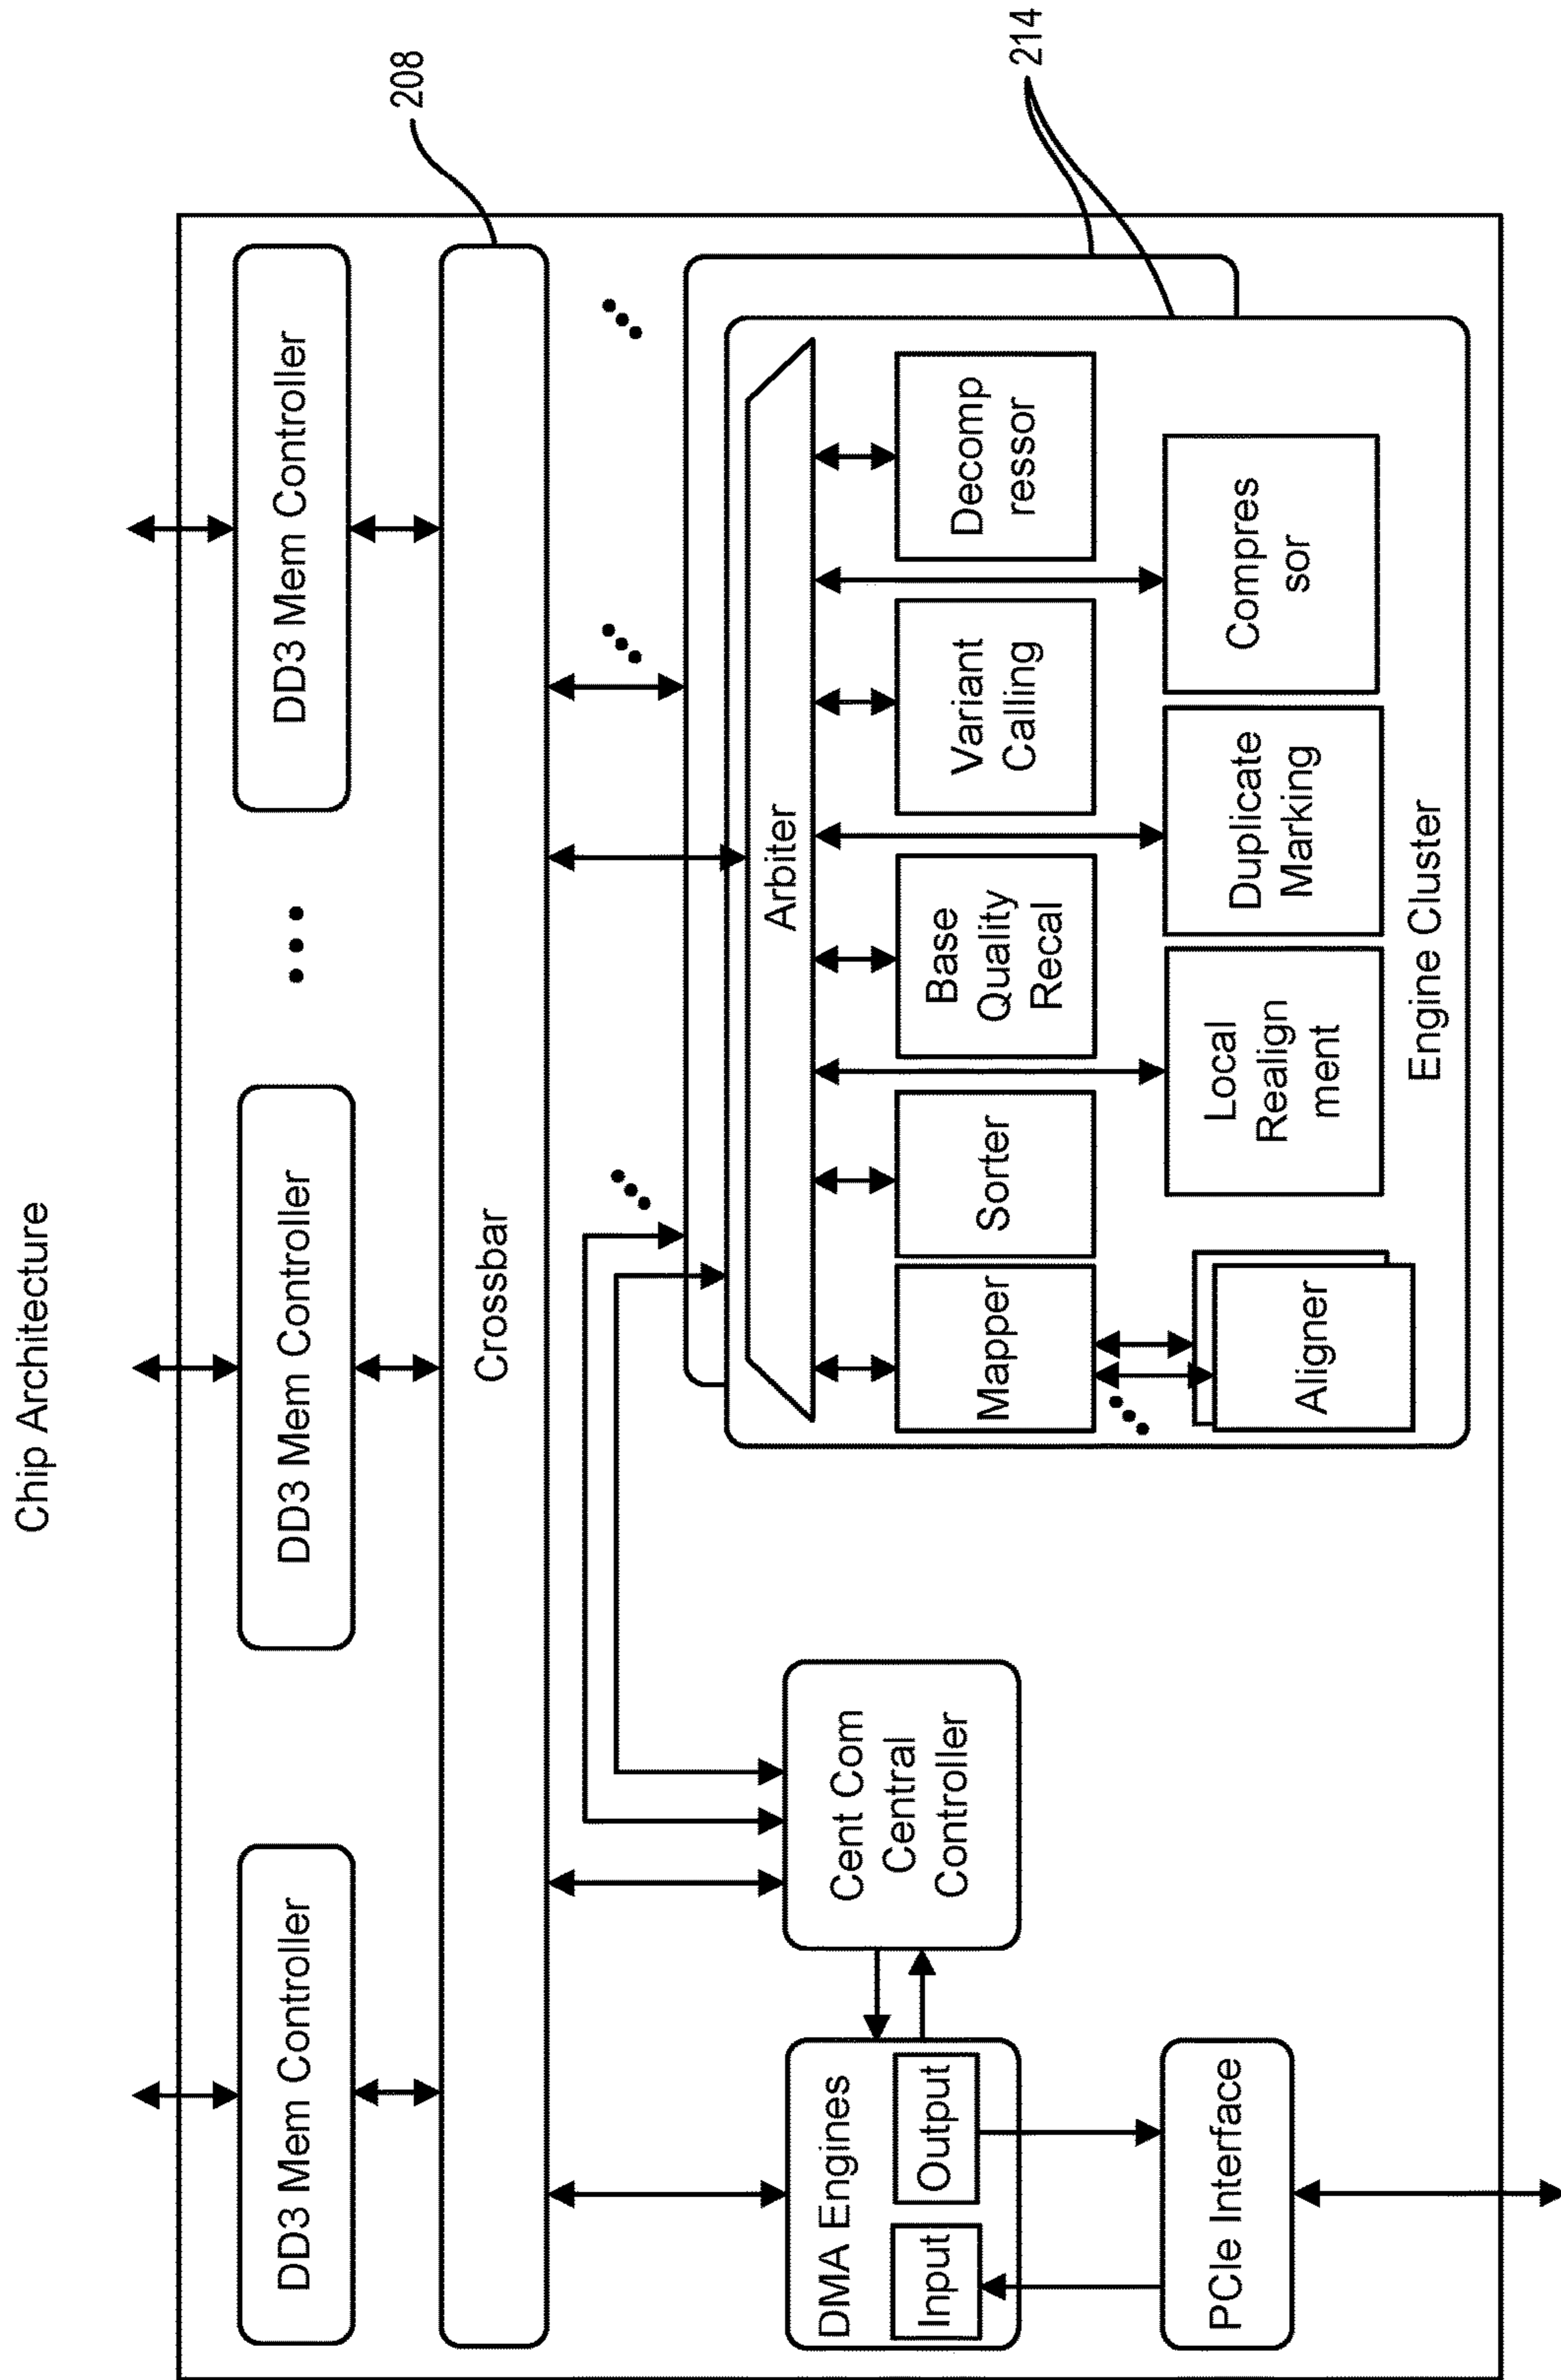 Chip Architecture
DD3 Mem Controller
DD3 Mem Controller
DD3 Mem Controller
208
Crossbar
214
Arbiter
DMA Engines
Input
Output
Cent Com
Central
Controller
Mapper
Sorter
Base
Quality
Recal
Variant
Calling
Decomp
ressor
PCIe Interface
Aligner
Local
Realign
ment
Duplicate
Marking
Compres
sor
Engine Cluster